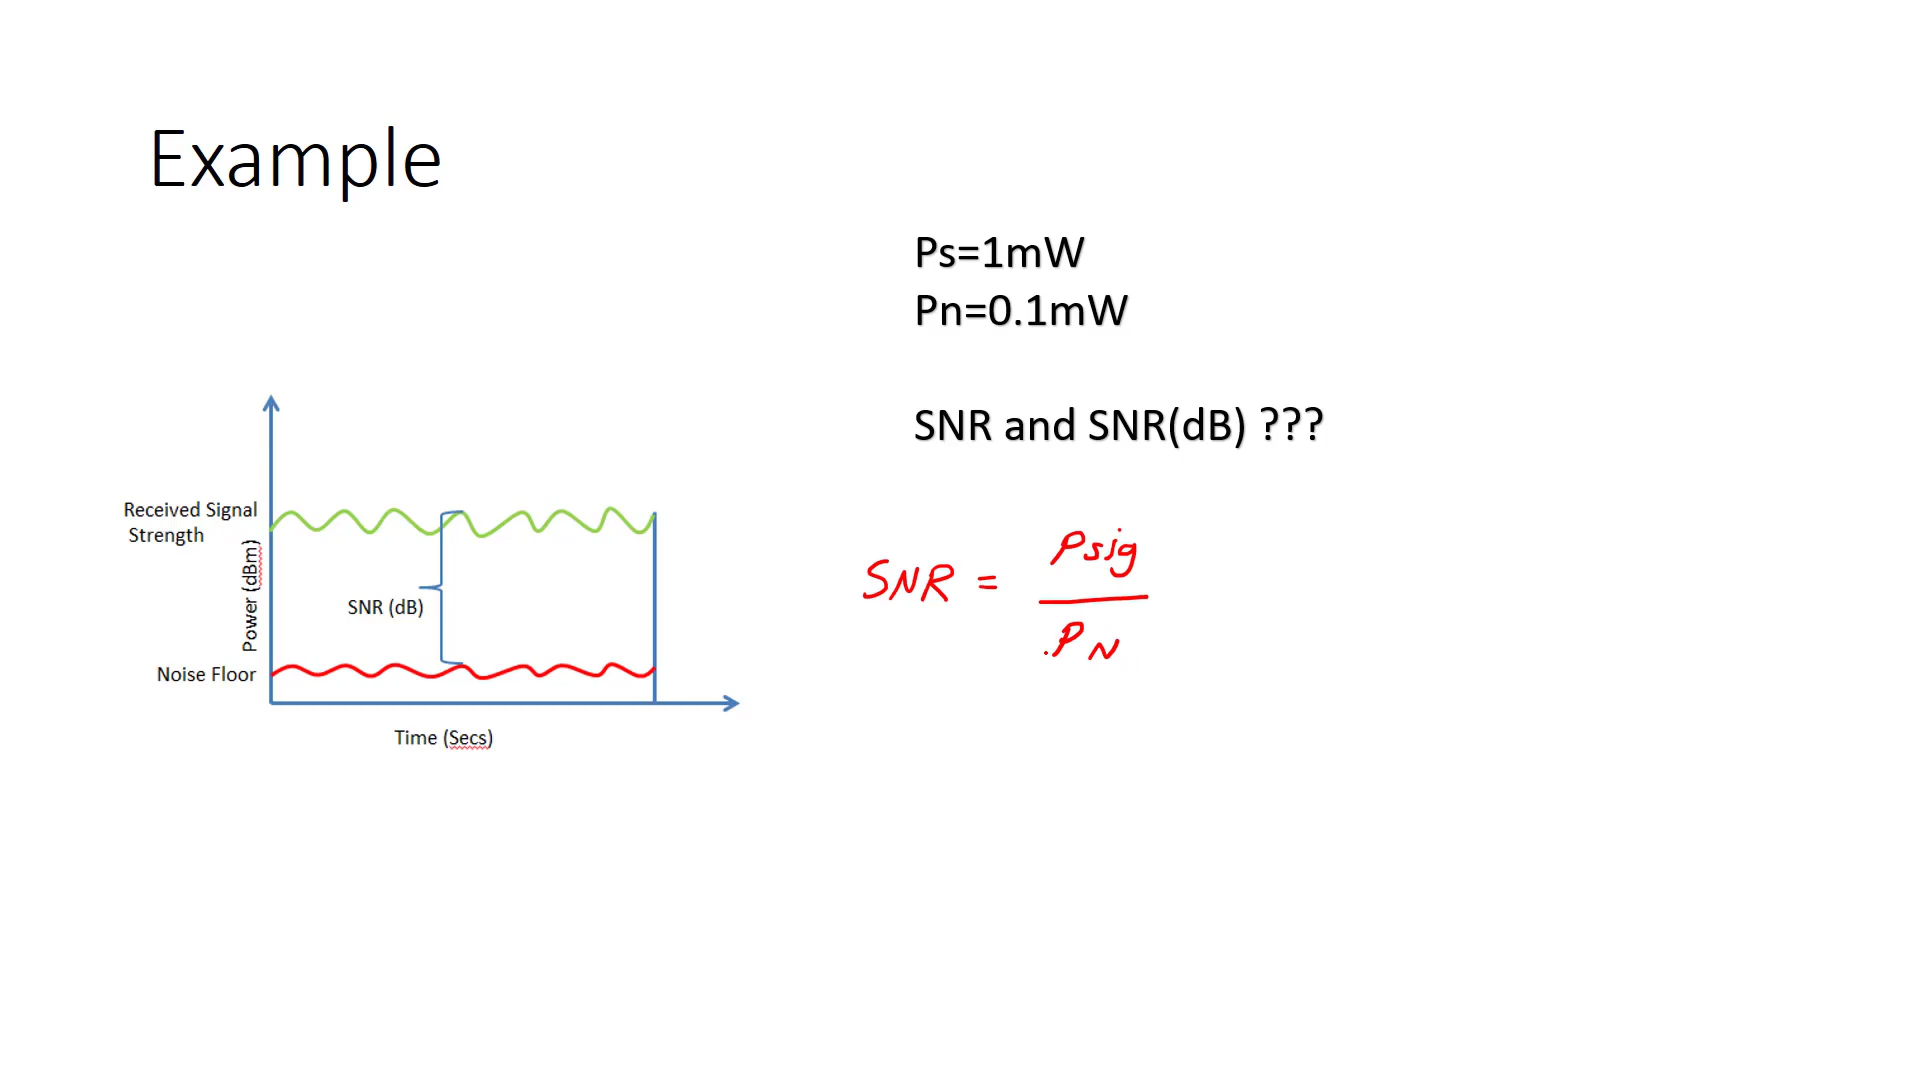 Example
Ps=1mW
Pn=0.1mW
SNR and SNR(dB) ???
Received Signal
Strength
Power (dBm)
SNR (dB)
Noise Floor
Time (Secs)
SNR = Psig
PN